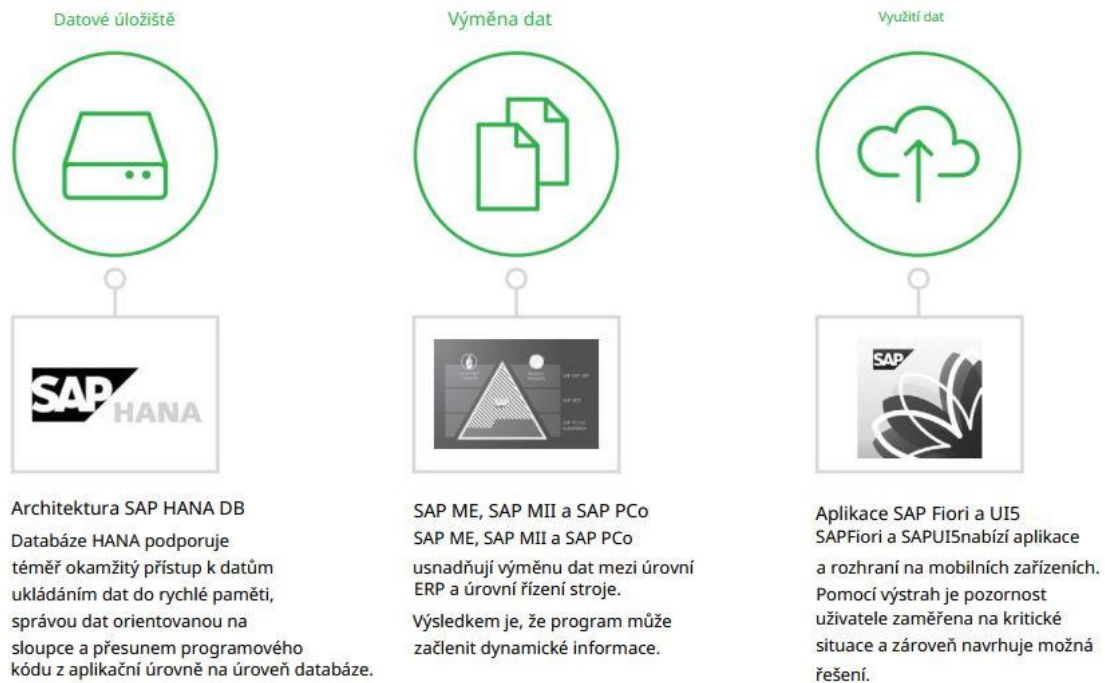 Datové úložiště
Výměna dat
Využití dat
SAP HANA
SAP
Architektura SAP HANA DB
Databáze HANA podporuje
téměř okamžitý přístup k datům
ukládáním dat do rychlé paměti,
správou dat orientovanou na
sloupce a přesunem programového
kódu z aplikační úrovně na úroveň databáze.
SAP ME, SAP MII a SAP PCo
SAP ME, SAP MII a SAP PCo
usnadňují výměnu dat mezi úrovní
ERP a úrovní řízení stroje.
Výsledkem je, že program může
začlenit dynamické informace.
Aplikace SAP Fiori a UI5
SAPFiori a SAPUI5nabízí aplikace
a rozhraní na mobilních zařízeních.
Pomocí výstrah je pozornost
uživatele zaměřena na kritické
situace a zároveň navrhuje možná
řešení.